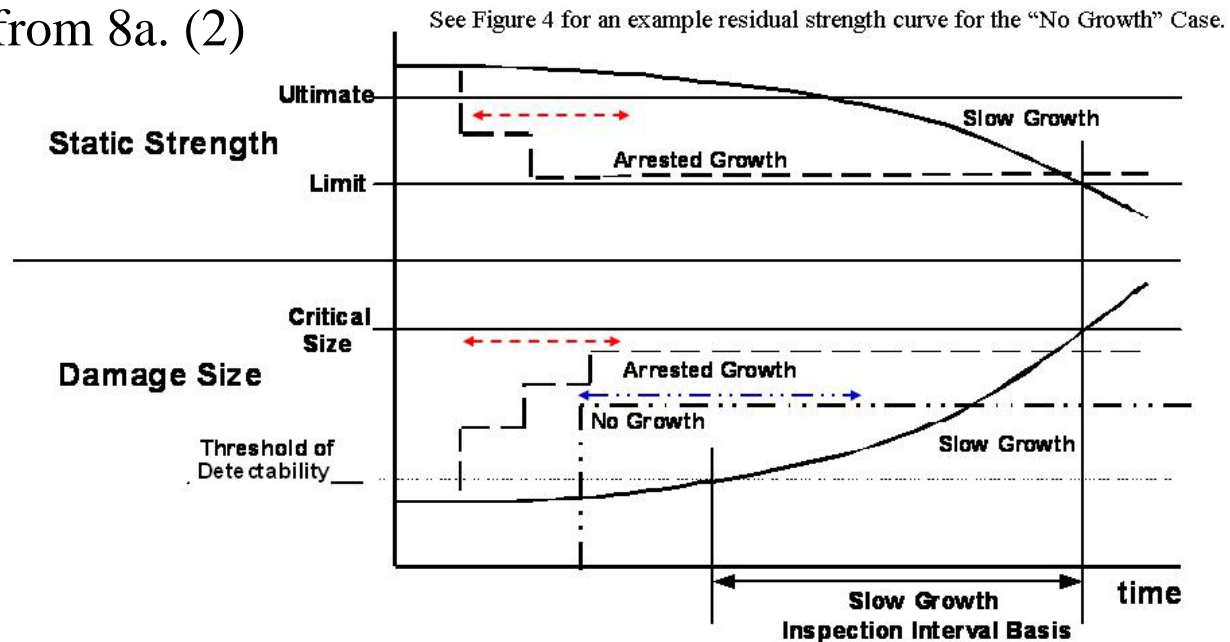 from 8a. (2)
See Figure 4 for an example residual strength curve for the “No Growth” Case.
Ultimate
Slow Growth
Static Strength
Arrested Growth
Limit
Critical
Size
Damage Size
Arrested Growth
No Growth
Slow Growth
Threshold of
Detectability
time
Slow Growth
Inspection Interval Basis